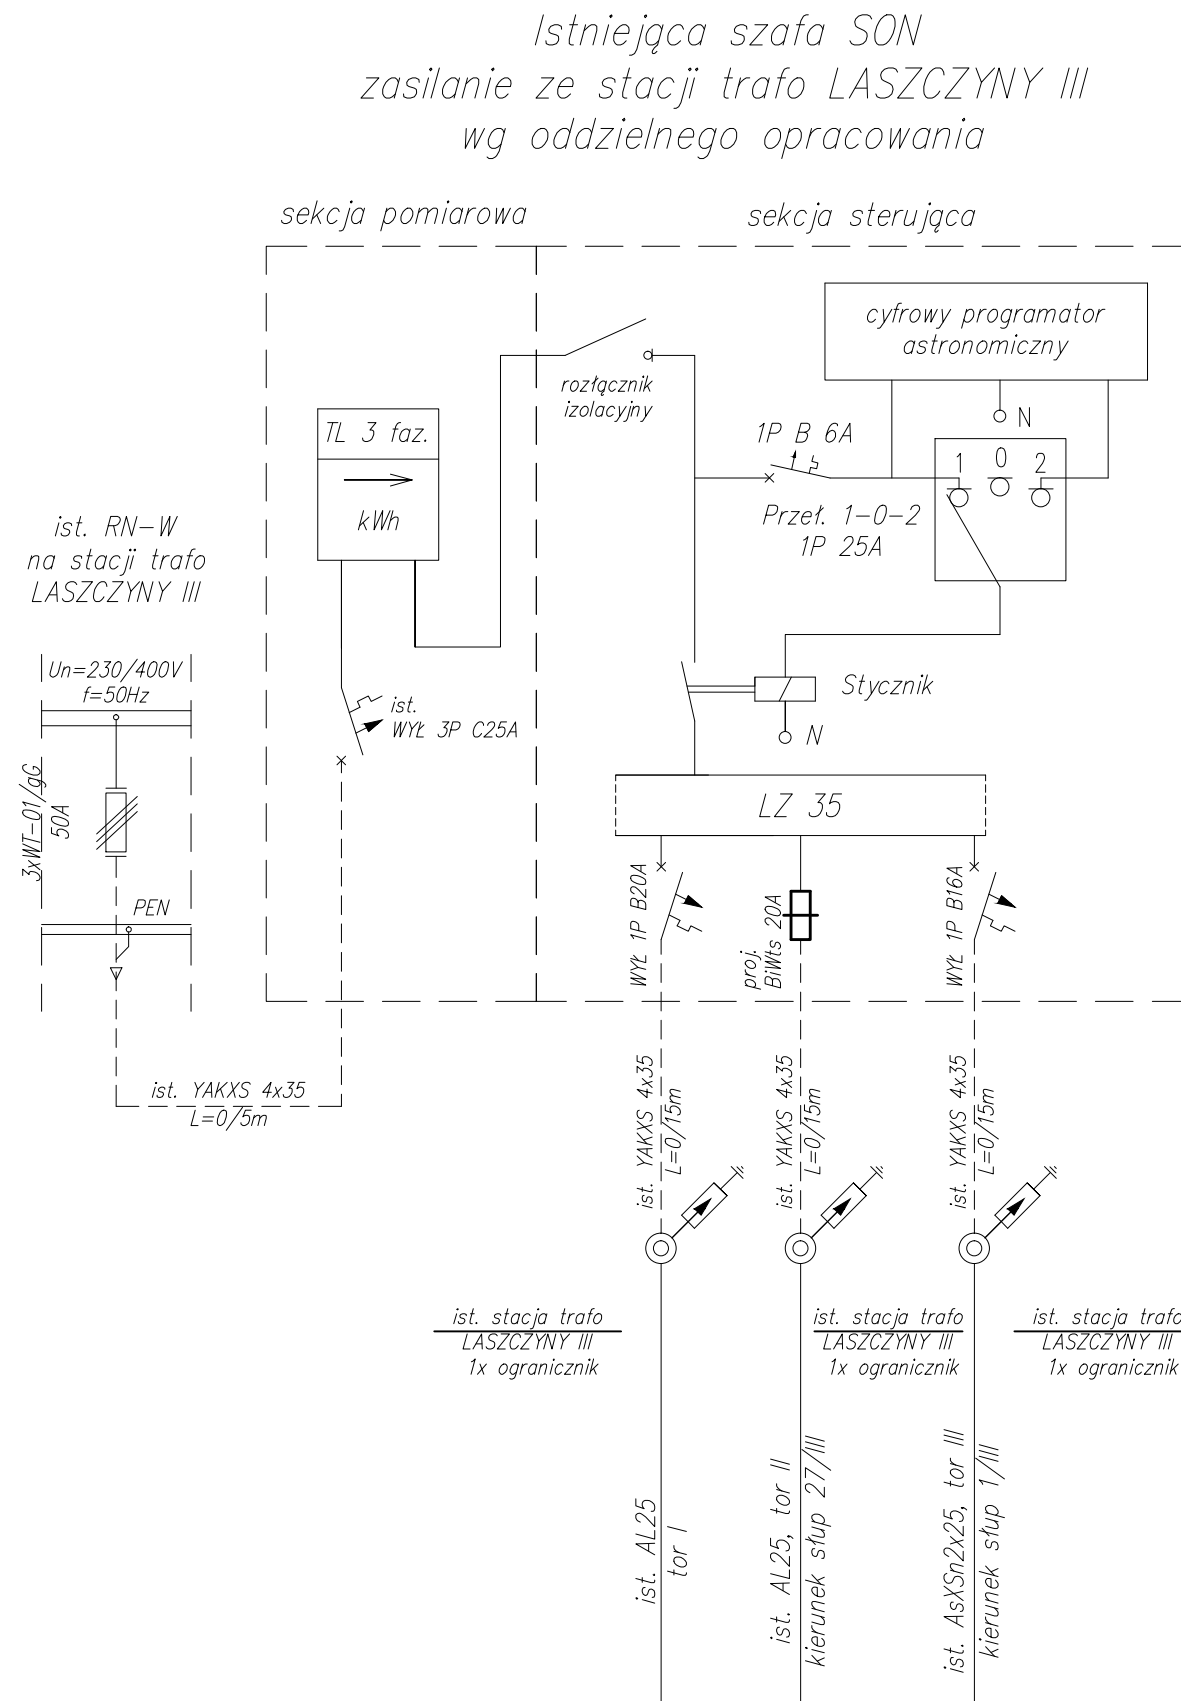 Istniejąca szafa SON
zasilanie ze stacji trafo LASZCZYNY III
wg oddzielnego opracowania
sekcja pomiarowa
sekcja sterująca
cyfrowy programator
astronomiczny
rozłącznik
izolacyjny
N
TL 3 faz.
kWh
1P B 6A
1
0
2
Przeł. 1-0-2
1P 25A
ist. RN-W
na stacji trafo
LASZCZYNY III
Un=230/400V
f=50Hz
3xWT-01/gG
50A
PEN
ist.
WYŁ 3P C25A
Stycznik
N
LZ 35
WYŁ 1P B20A
proj.
BiWts 20A
WYŁ 1P B16A
ist. YAKXS 4x35
L=0/5m
ist. YAKXS 4x35
L=0/15m
ist. YAKXS 4x35
L=0/15m
ist. YAKXS 4x35
L=0/15m
ist. stacja trafo
LASZCZYNY III
1x ogranicznik
ist. stacja trafo
LASZCZYNY III
1x ogranicznik
ist. stacja trafo
LASZCZYNY III
1x ogranicznik
ist. AL25
tor I
ist. AL25, tor II
kierunek słup 27/III
ist. AsXSn2x25, tor III
kierunek słup 1/III